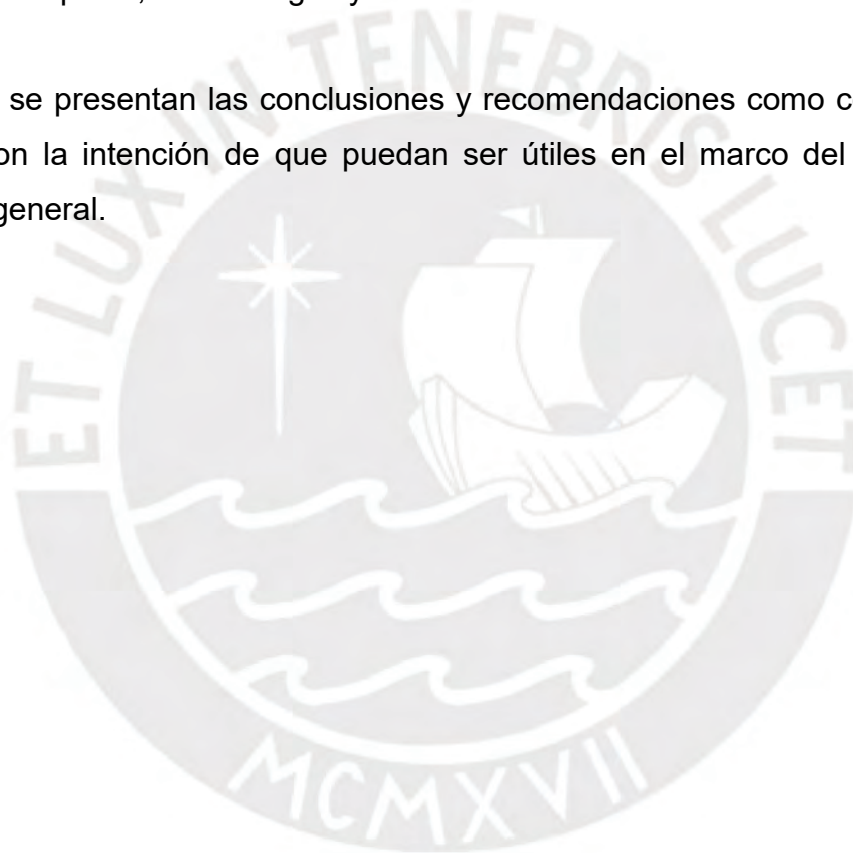 se presentan las conclusiones y recomendaciones como
la intención de que puedan ser útiles en el marco del
general.
ET LUX IN TENEBRIS LUCET
MCMXVII